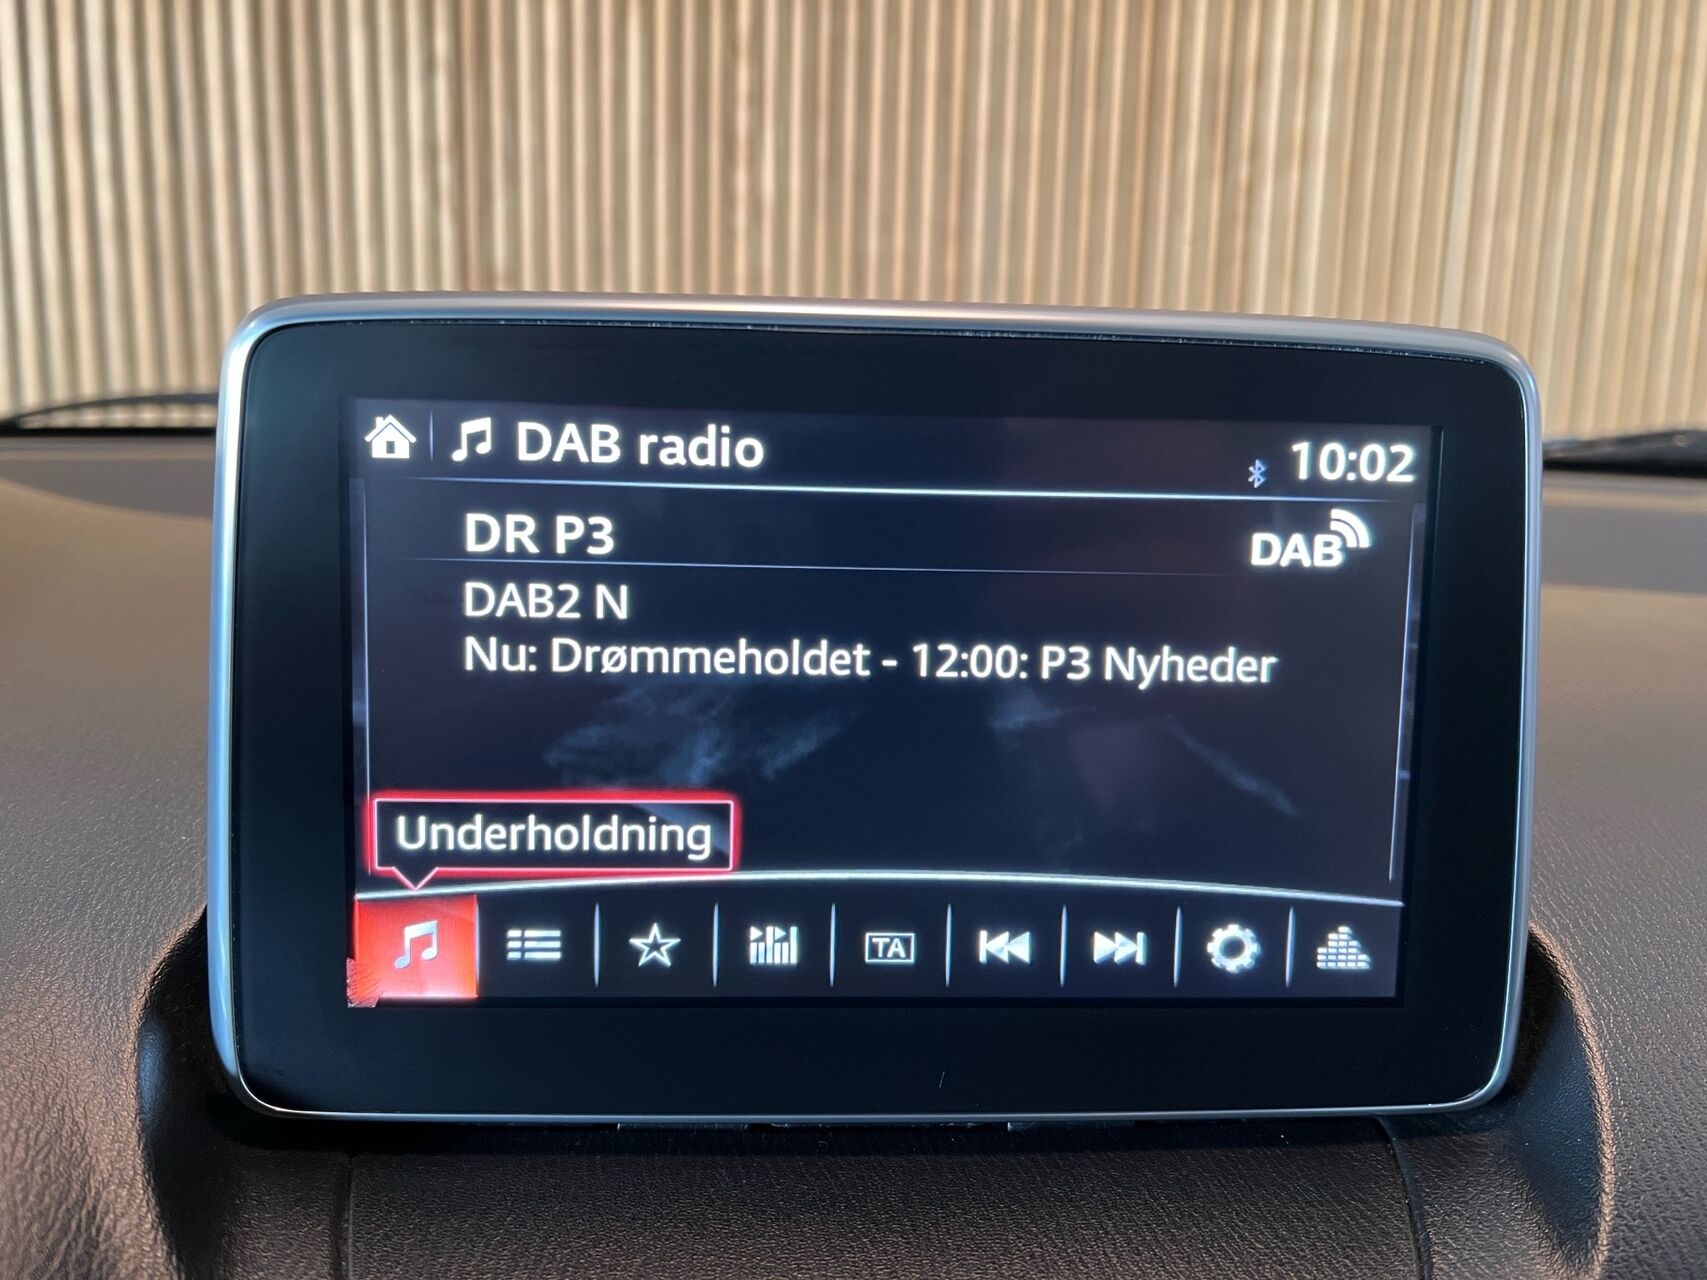 DAB radio
10:02
DR P3
DAB
DAB2 N
Nu: Drømmeholdet - 12:00: P3 Nyheder
Underholdning
TA